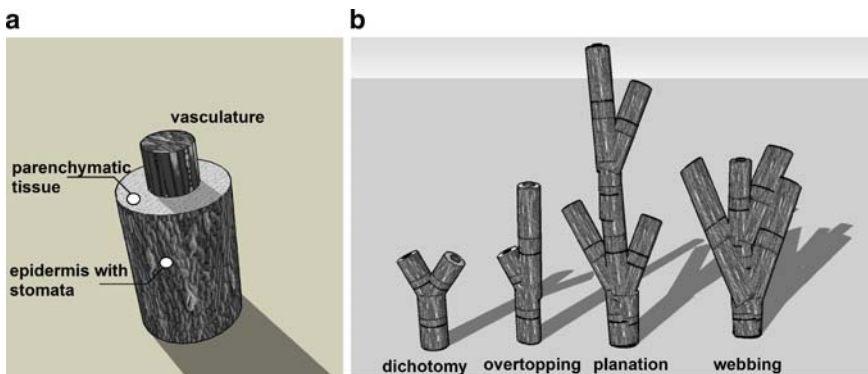 a
vasculature
parenchymatic
tissue
epidermis with
stomata
b
dichotomy overtopping planation webbing